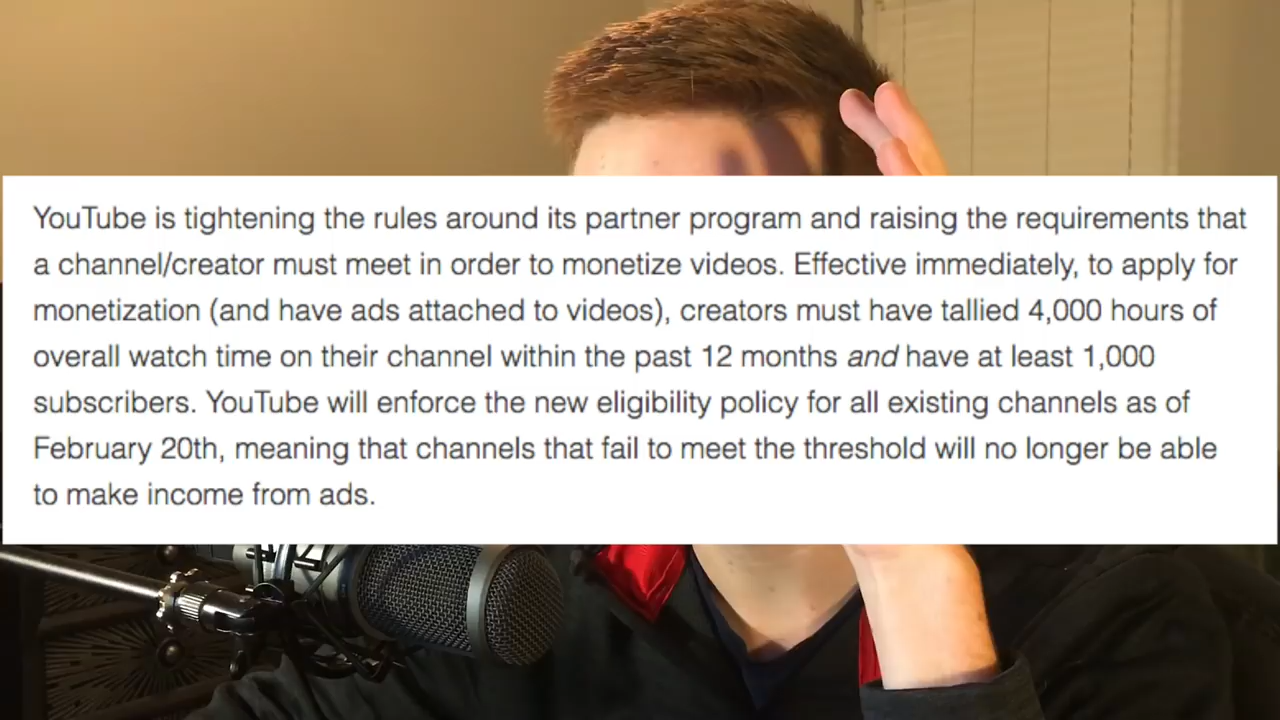 YouTube is tightening the rules around its partner program and raising the requirements that
a channel/creator must meet in order to monetize videos. Effective immediately, to apply for
monetization (and have ads attached to videos), creators must have tallied 4,000 hours of
overall watch time on their channel within the past 12 months and have at least 1,000
subscribers. YouTube will enforce the new eligibility policy for all existing channels as of
February 20th, meaning that channels that fail to meet the threshold will no longer be able
to make income from ads.